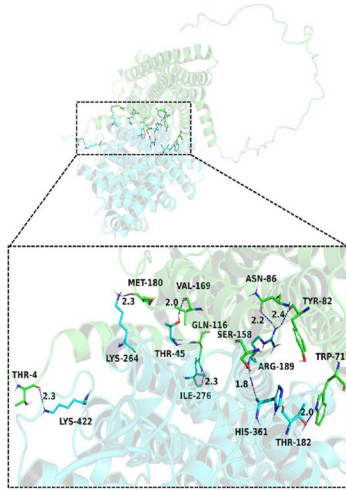 MET-180
2.3
VAL-169
2.0
ASN-86
2.2
2.4
TYR-82
GLN-116
SER-158
LYS-264
THR-45
ARG-189
TRP-71
THR-4
2.3
ILE-276
2.3
1.8
LYS-422
HIS-361
2.0
THR-182